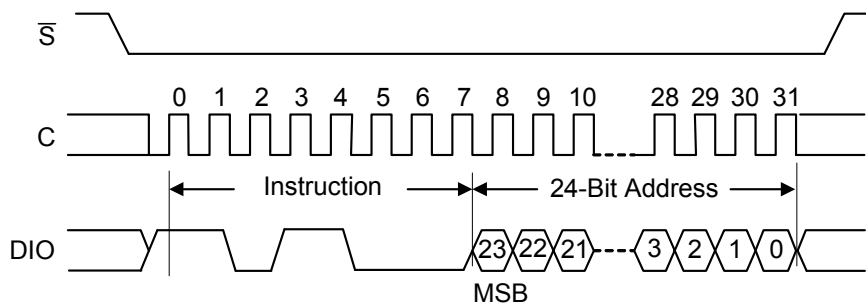 S
0 1 2 3 4 5 6 7 8 9 10 28 29 30 31
C
Instruction 24-Bit Address
DIO 23 22 21 3 2 1 0
MSB